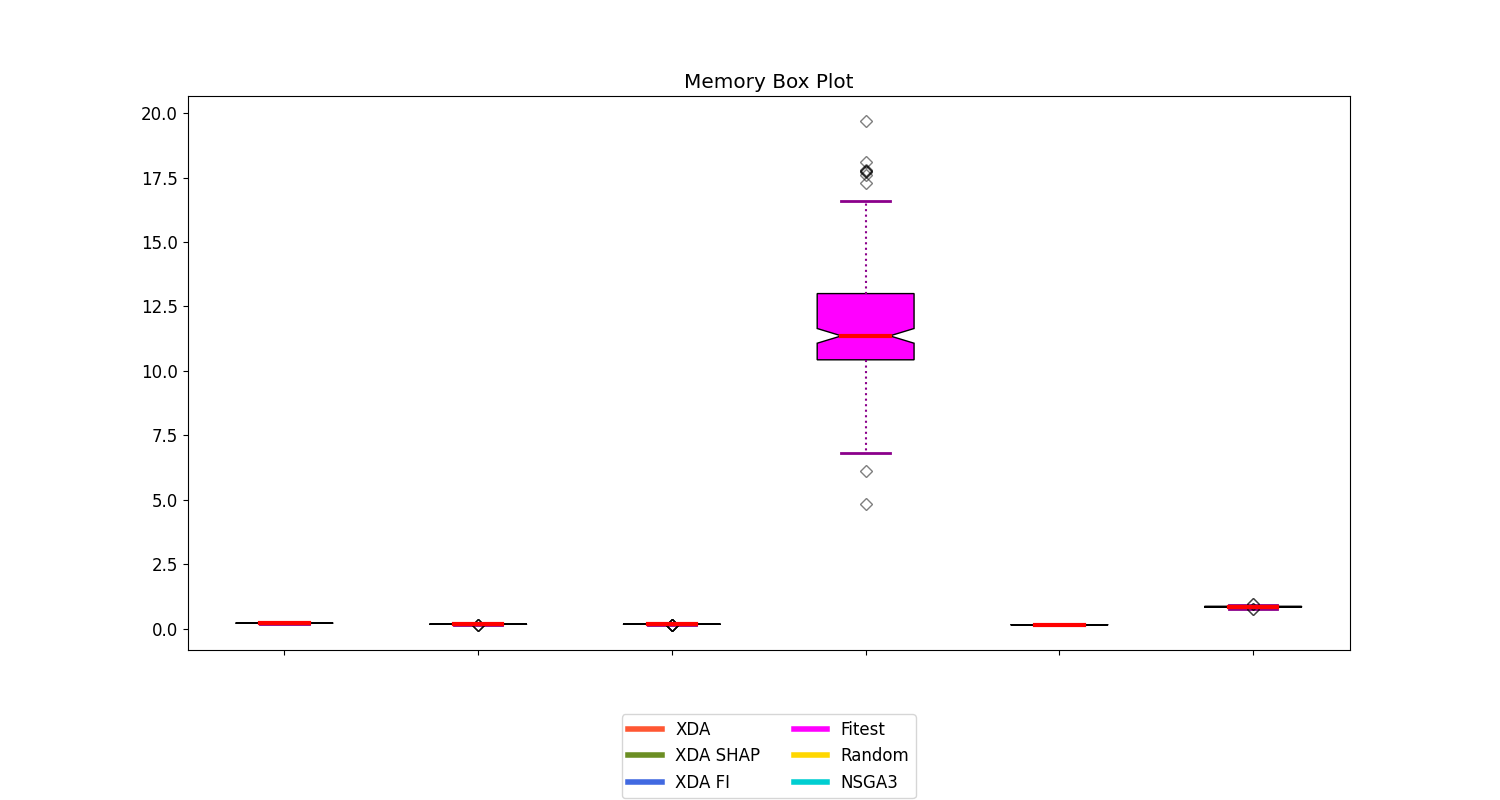 Memory Box Plot
20.0
17.5
15.0
12.5
10.0
7.5
5.0
2.5
0.0
XDA
XDA SHAP
XDA FI
Fitest
Random
NSGA3